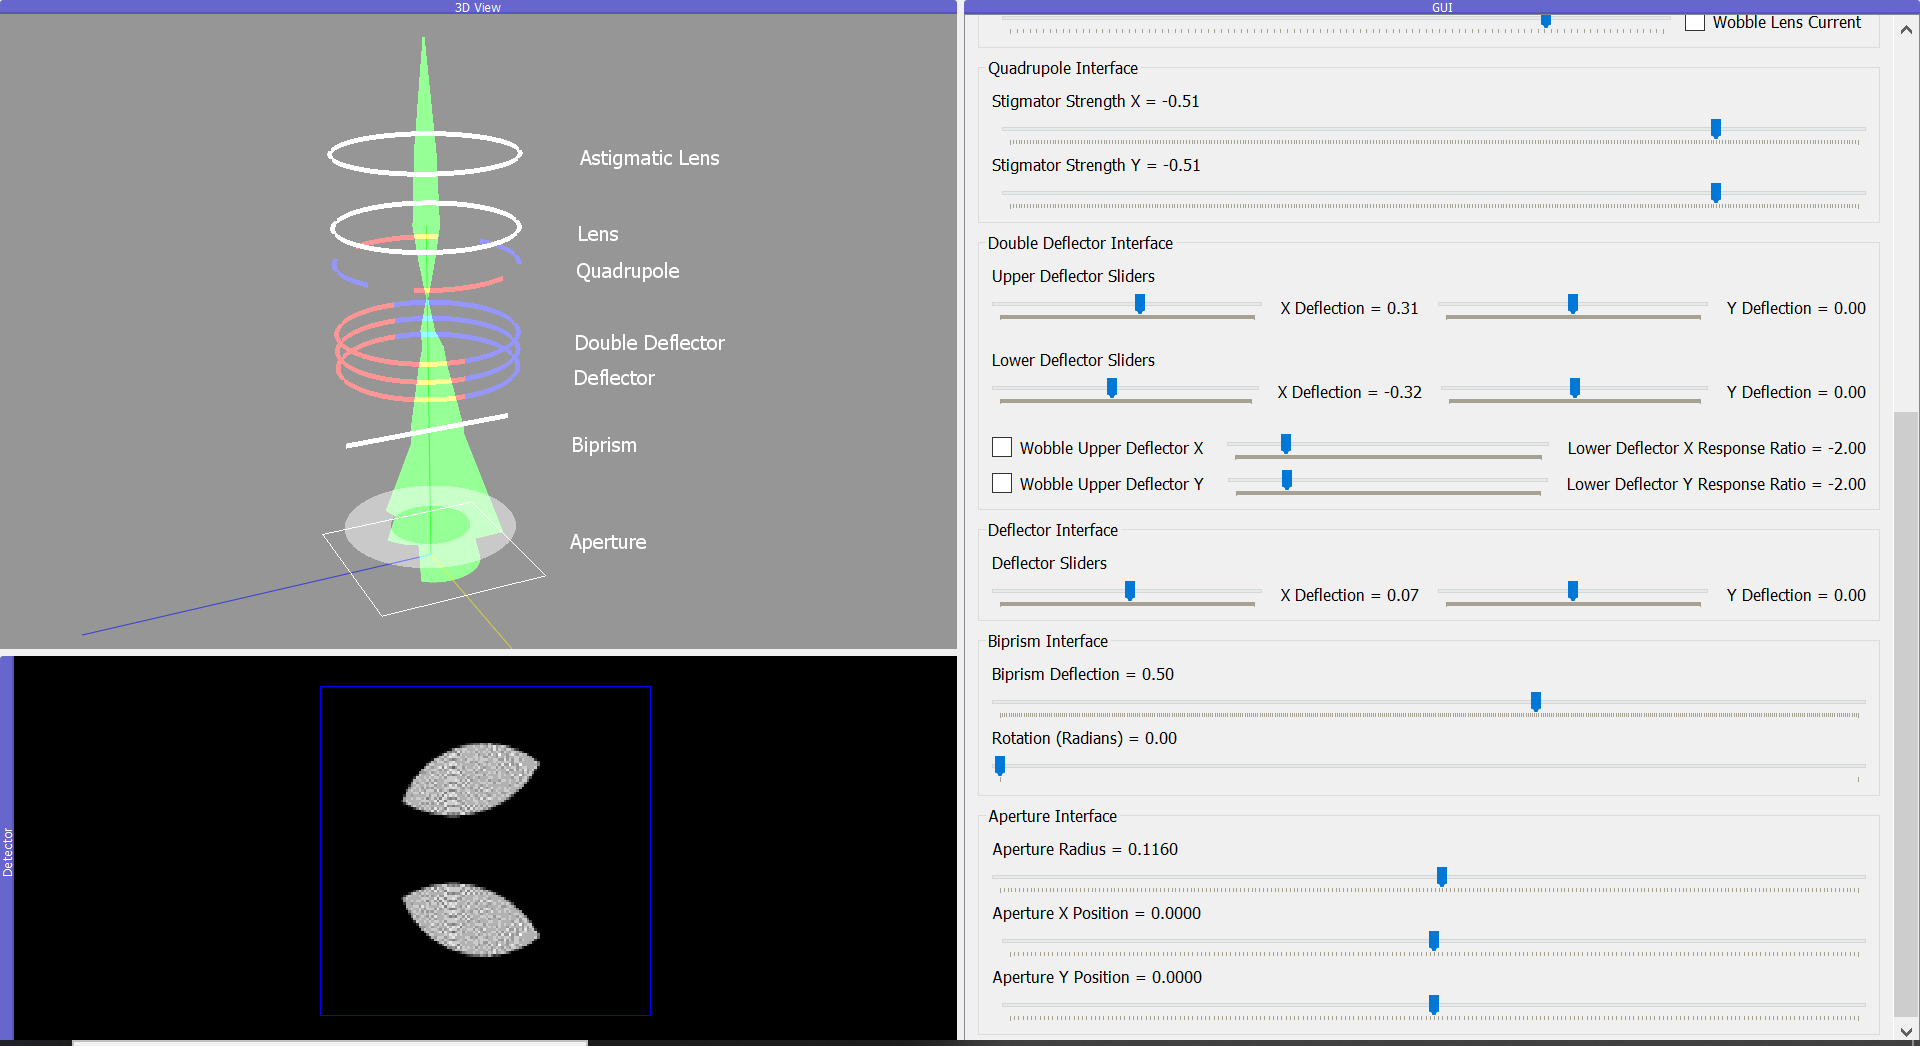 3D View
Astigmatic Lens
Lens
Quadrupole
Double Deflector
Deflector
Biprism
Aperture
Detector
GUI
Wobble Lens Current
Quadrupole Interface
Stigmator Strength X = -0.51
Stigmator Strength Y = -0.51
Double Deflector Interface
Upper Deflector Sliders
X Deflection = 0.31
Y Deflection = 0.00
Lower Deflector Sliders
X Deflection = -0.32
Y Deflection = 0.00
Wobble Upper Deflector X
Lower Deflector X Response Ratio = -2.00
Wobble Upper Deflector Y
Lower Deflector Y Response Ratio = -2.00
Deflector Interface
Deflector Sliders
X Deflection = 0.07
Y Deflection = 0.00
Biprism Interface
Biprism Deflection = 0.50
Rotation (Radians) = 0.00
Aperture Interface
Aperture Radius = 0.1160
Aperture X Position = 0.0000
Aperture Y Position = 0.0000